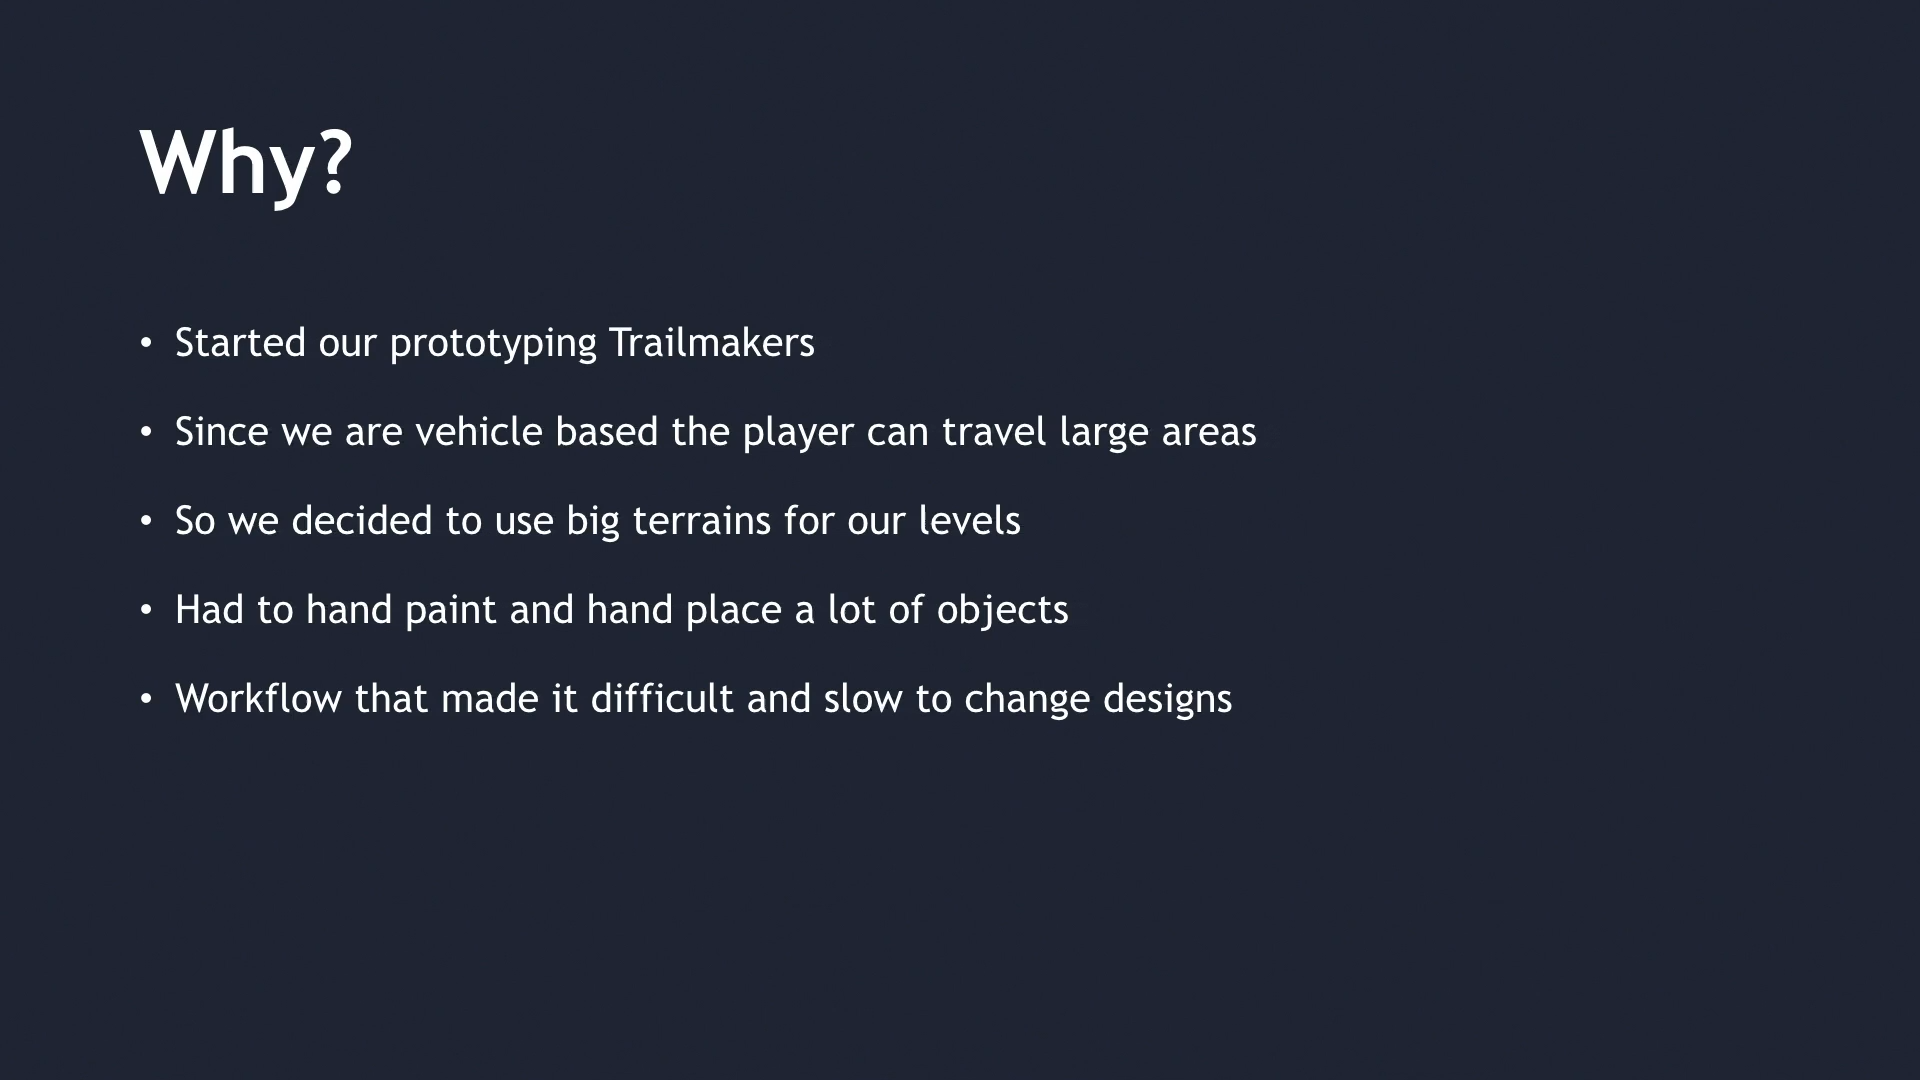 Why?
• Started our prototyping Trailmakers
• Since we are vehicle based the player can travel large areas
• So we decided to use big terrains for our levels
• Had to hand paint and hand place a lot of objects
• Workflow that made it difficult and slow to change designs